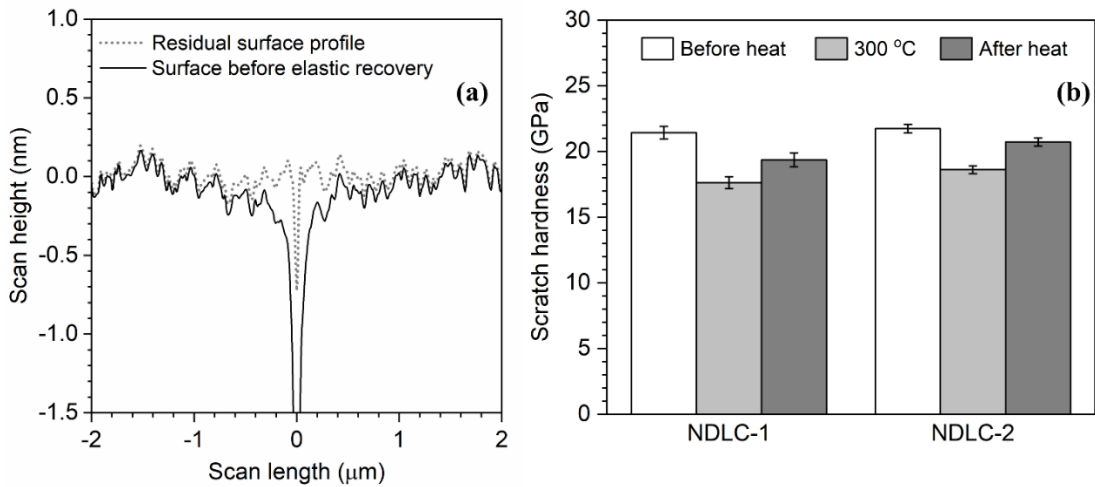 1.0
0.5
0.0
-0.5
-1.0
-1.5
Scan height (nm)
Residual surface profile
Surface before elastic recovery
(a)
-2
-1
0
1
2
Scan length (μm)
30
25
20
15
10
5
0
Scratch hardness (GPa)
Before heat
300 °C
After heat
(b)
NDLC-1
NDLC-2